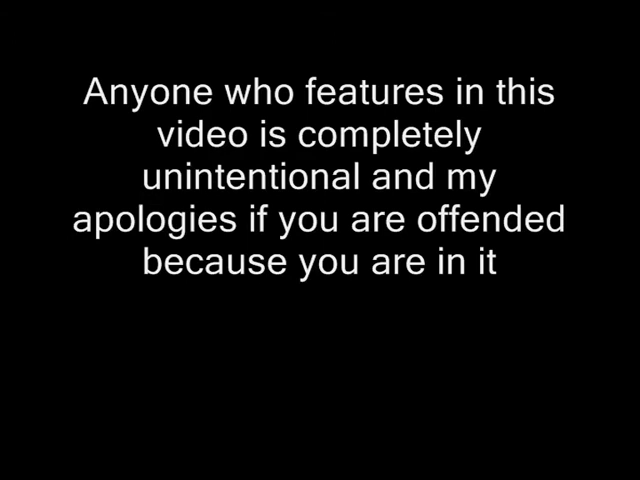 Anyone who features in this
video is completely
unintentional and my
apologies if you are offended
because you are in it